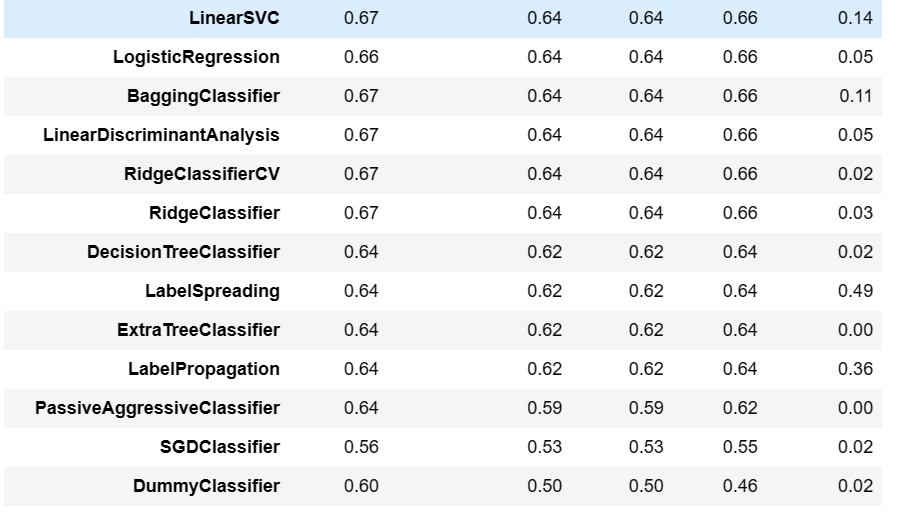 LinearSVC 0.67 0.64 0.64 0.66 0.14
LogisticRegression 0.66 0.64 0.64 0.66 0.05
BaggingClassifier 0.67 0.64 0.64 0.66 0.11
LinearDiscriminantAnalysis 0.67 0.64 0.64 0.66 0.05
RidgeClassifierCV 0.67 0.64 0.64 0.66 0.02
RidgeClassifier 0.67 0.64 0.64 0.66 0.03
DecisionTreeClassifier 0.64 0.62 0.62 0.64 0.02
LabelSpreading 0.64 0.62 0.62 0.64 0.49
ExtraTreeClassifier 0.64 0.62 0.62 0.64 0.00
LabelPropagation 0.64 0.62 0.62 0.64 0.36
PassiveAggressiveClassifier 0.64 0.59 0.59 0.62 0.00
SGDClassifier 0.56 0.53 0.53 0.55 0.02
DummyClassifier 0.60 0.50 0.50 0.46 0.02